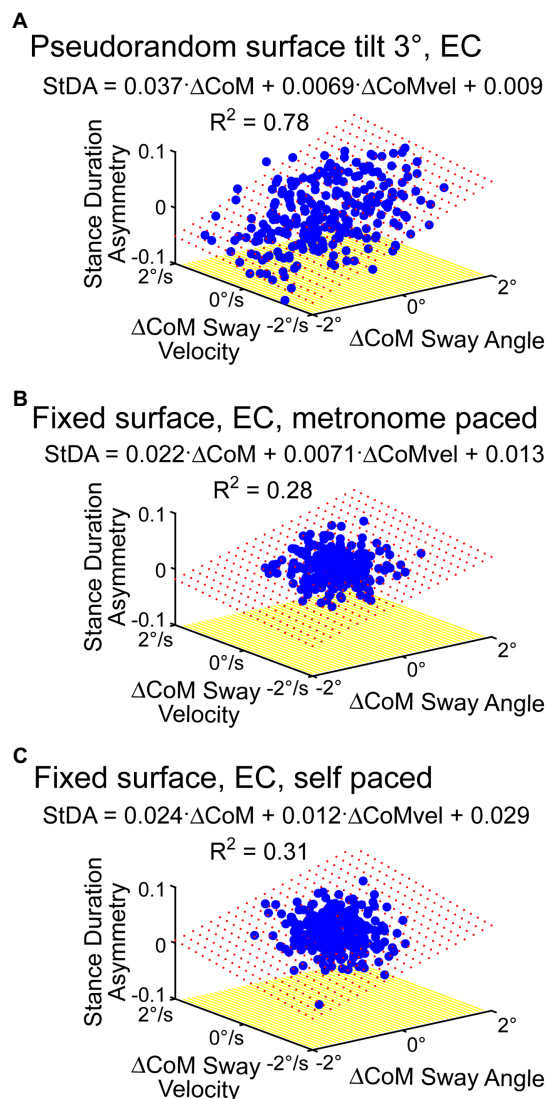 A
Pseudorandom surface tilt 3°, EC
StDA = 0.037·ΔCoM + 0.0069·ΔCoMvel + 0.009
R² = 0.78
Stance Duration
Asymmetry
0.1
0
-0.1
2°/s
0°/s
-2°/s
-2°
0°
2°
ΔCoM Sway
Velocity
ΔCoM Sway Angle
B
Fixed surface, EC, metronome paced
StDA = 0.022·ΔCoM + 0.0071·ΔCoMvel + 0.013
R² = 0.28
Stance Duration
Asymmetry
0.1
0
-0.1
2°/s
0°/s
-2°/s
-2°
0°
2°
ΔCoM Sway
Velocity
ΔCoM Sway Angle
C
Fixed surface, EC, self paced
StDA = 0.024·ΔCoM + 0.012·ΔCoMvel + 0.029
R² = 0.31
Stance Duration
Asymmetry
0.1
0
-0.1
2°/s
0°/s
-2°/s
-2°
0°
2°
ΔCoM Sway
Velocity
ΔCoM Sway Angle